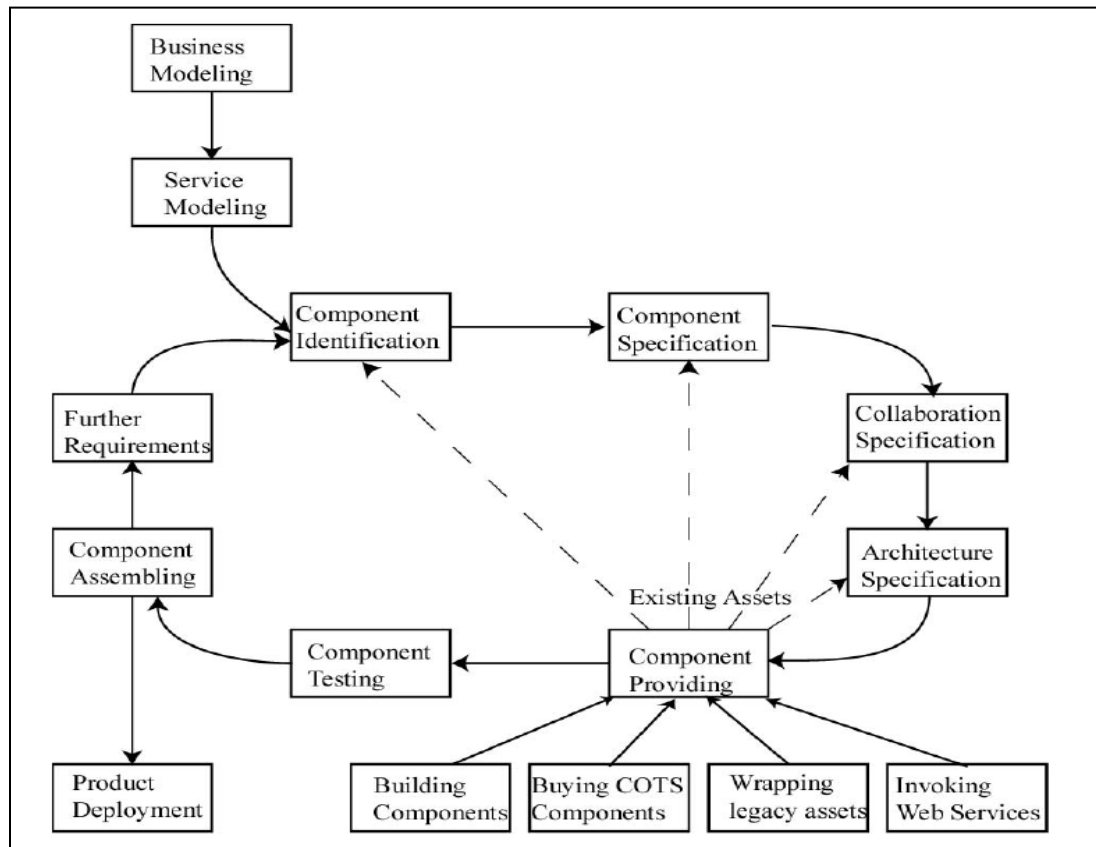 Business
Modeling
Service
Modeling
Component
Identification
Component
Specification
Further
Requirements
Collaboration
Specification
Component
Assembling
Architecture
Specification
Existing Assets
Component
Testing
Component
Providing
Product
Deployment
Building
Components
Buying COTS
Components
Wrapping
legacy assets
Invoking
Web Services